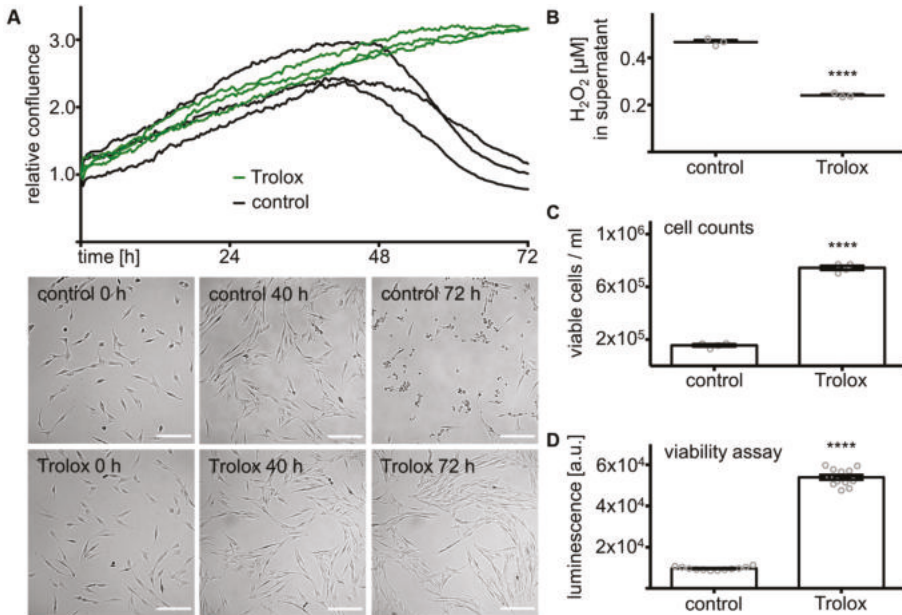 A
relative confluence
3.0
2.0
1.0
Trolox
control
time [h]
24
48
72
control 0 h
control 40 h
control 72 h
Trolox 0 h
Trolox 40 h
Trolox 72 h
B
H₂O₂ [µM]
in supernatant
0.4
0.2
****
control
Trolox
C
cell counts
viable cells / ml
1x10⁶
6x10⁵
2x10⁵
****
control
Trolox
D
viability assay
luminescence [a.u.]
6x10⁴
4x10⁴
2x10⁴
****
control
Trolox